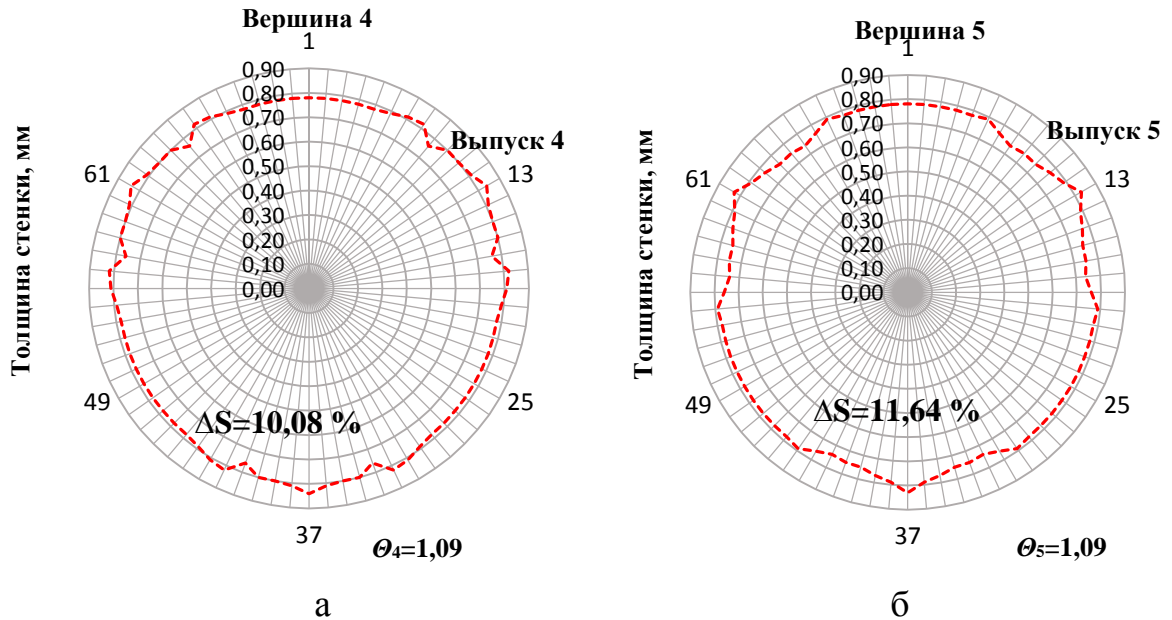 Вершина 4
1
0,90
0,80
0,70
0,60
0,50
0,40
0,30
0,20
0,10
0,00
Выпуск 4
13
25
37
49
61
Толщина стенки, мм
ΔS=10,08 %
Θ4=1,09
а
Вершина 5
1
0,90
0,80
0,70
0,60
0,50
0,40
0,30
0,20
0,10
0,00
Выпуск 5
13
25
37
49
61
Толщина стенки, мм
ΔS=11,64 %
Θ5=1,09
б